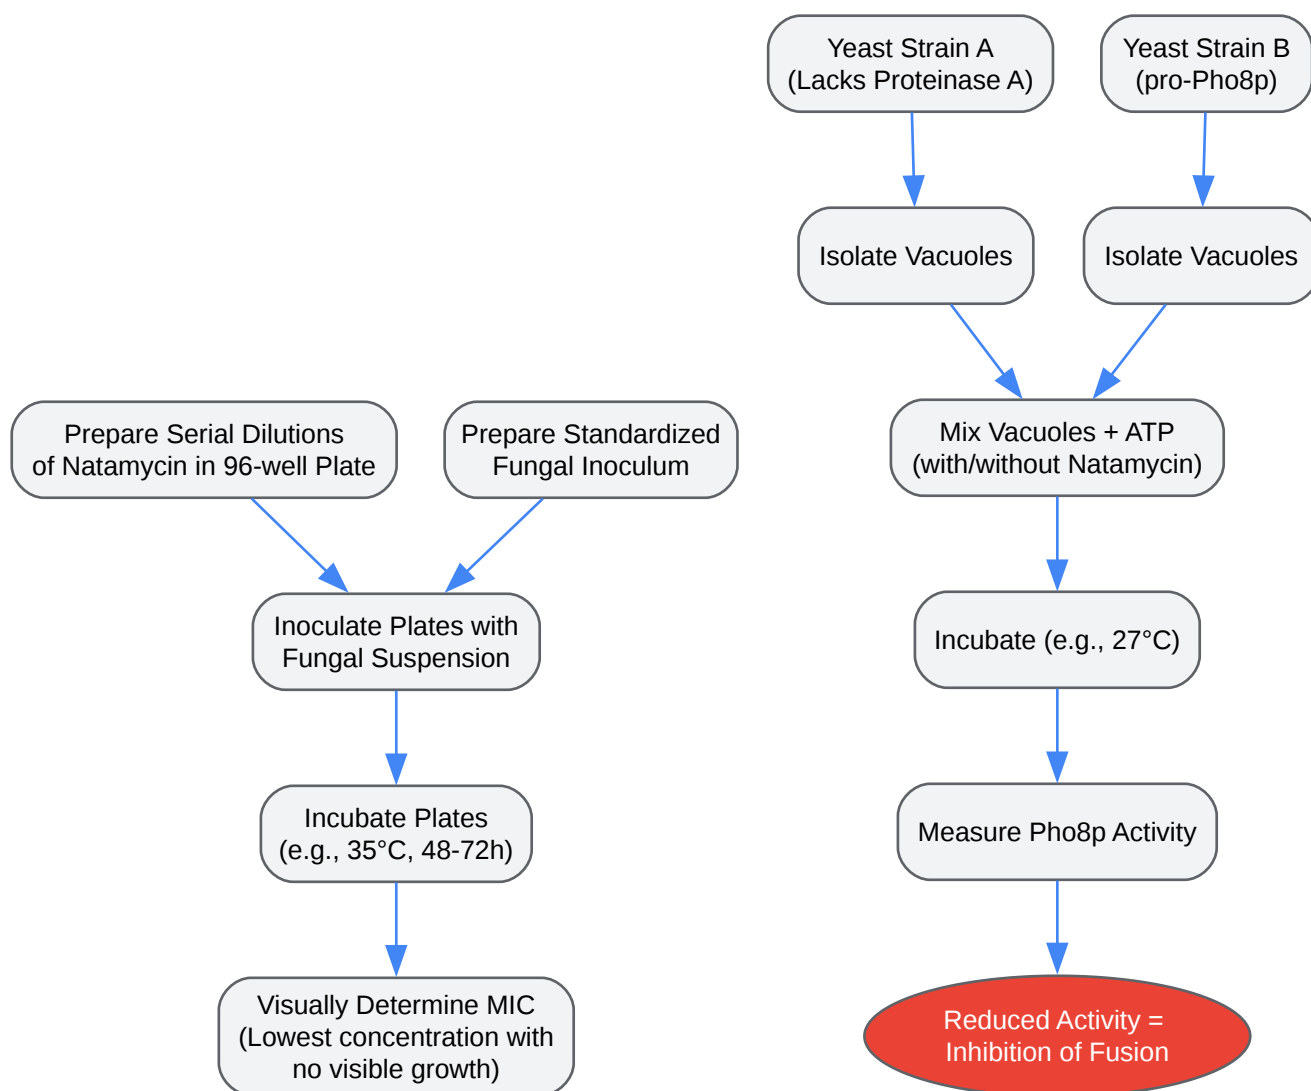 Yeast Strain A
(Lacks Proteinase A)
Yeast Strain B
(pro-Pho8p)
Isolate Vacuoles
Isolate Vacuoles
Prepare Serial Dilutions
of Natamycin in 96-well Plate
Prepare Standardized
Fungal Inoculum
Mix Vacuoles + ATP
(with/without Natamycin)
Inoculate Plates with
Fungal Suspension
Incubate (e.g., 27°C)
Incubate Plates
(e.g., 35°C, 48-72h)
Measure Pho8p Activity
Visually Determine MIC
(Lowest concentration with
no visible growth)
Reduced Activity =
Inhibition of Fusion